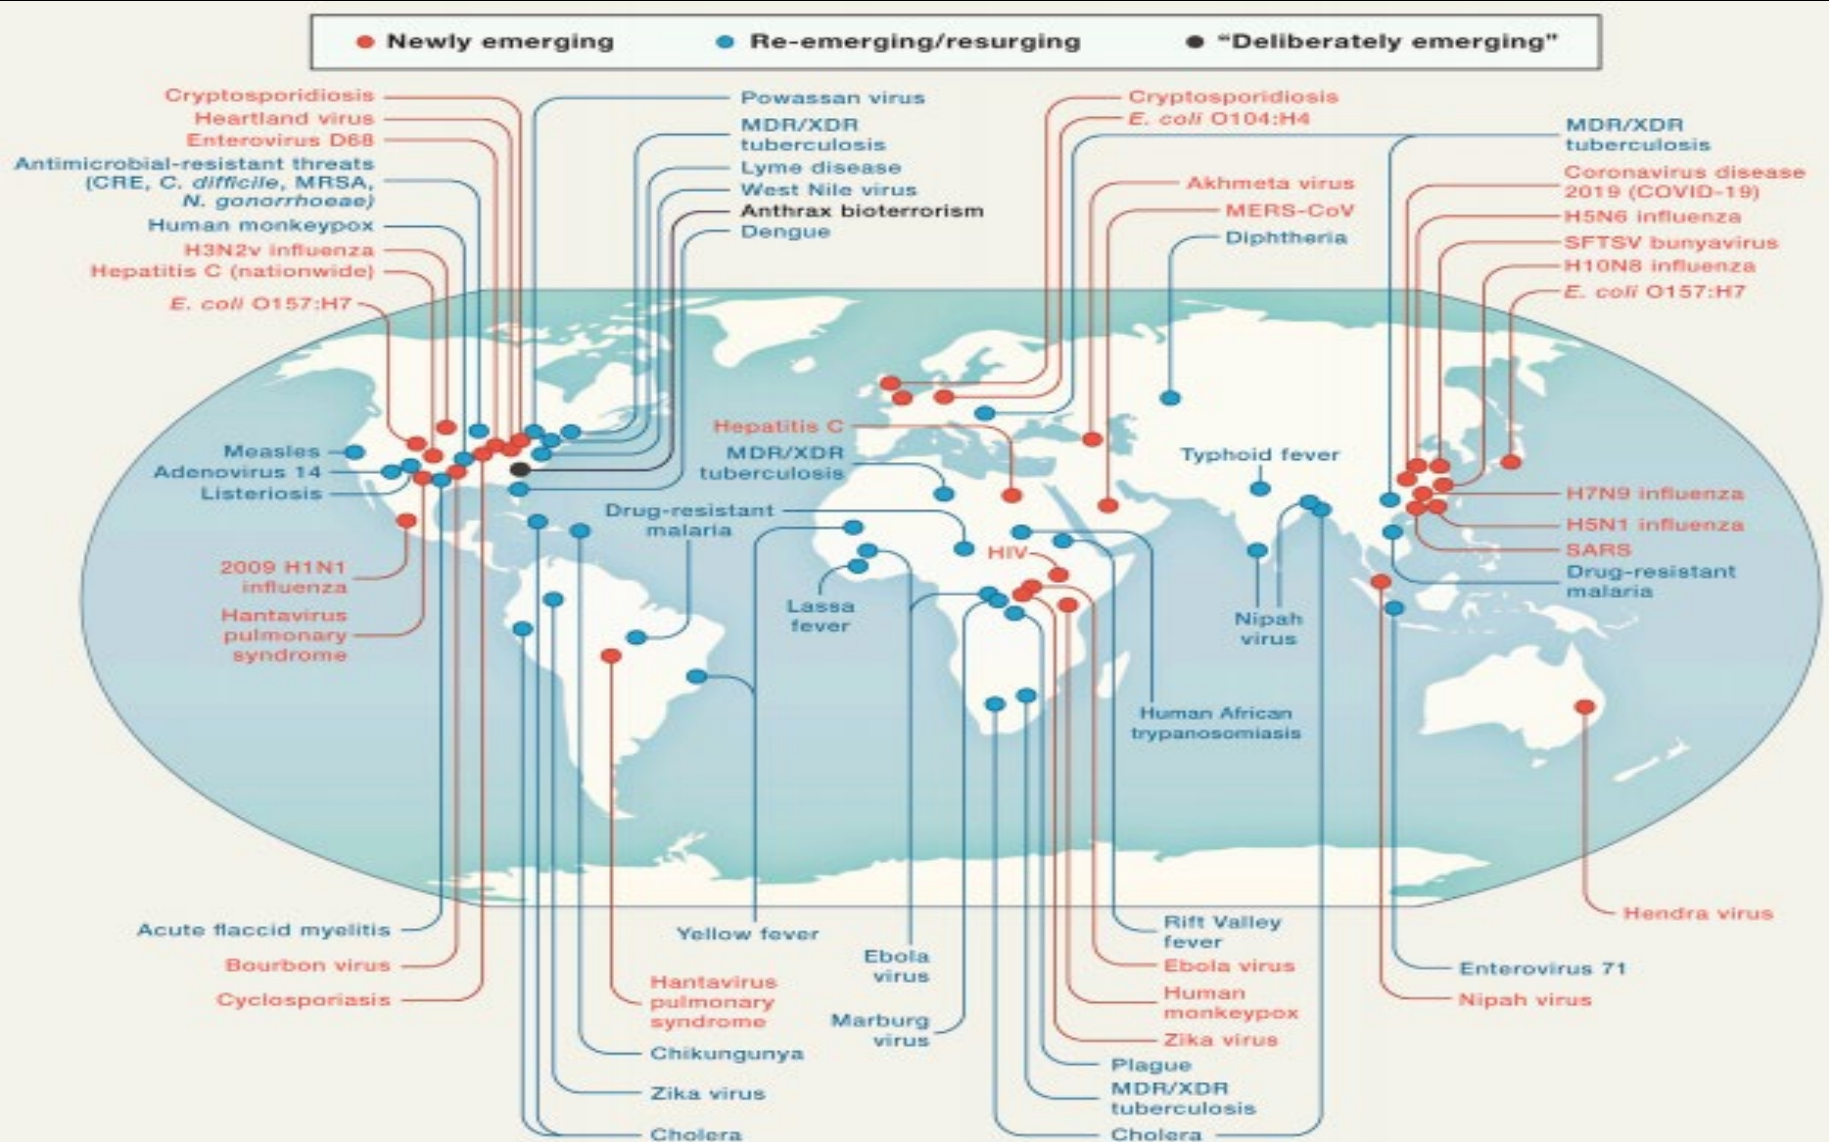 Newly emerging
Re-emerging/resurging
“Deliberately emerging”
Cryptosporidiosis
Heartland virus
Enterovirus D68
Antimicrobial-resistant threats
(CRE, C. difficile, MRSA,
N. gonorrhoeae)
Human monkeypox
H3N2v influenza
Hepatitis C (nationwide)
E. coli O157:H7
Powassan virus
MDR/XDR
tuberculosis
Lyme disease
West Nile virus
Anthrax bioterrorism
Dengue
Cryptosporidiosis
E. coli O104:H4
Akhmeta virus
MERS-CoV
Diphtheria
MDR/XDR
tuberculosis
Coronavirus disease
2019 (COVID-19)
H5N6 influenza
SFTSV bunyavirus
H10N8 influenza
E. coli O157:H7
Measles
Adenovirus 14
Listeriosis
2009 H1N1
influenza
Hantavirus
pulmonary
syndrome
Hepatitis C
MDR/XDR
tuberculosis
Drug-resistant
malaria
HIV
Lassa
fever
Typhoid fever
Nipah
virus
Human African
trypanosomiasis
H7N9 influenza
H5N1 influenza
SARS
Drug-resistant
malaria
Acute flaccid myelitis
Bourbon virus
Cyclosporiasis
Yellow fever
Hantavirus
pulmonary
syndrome
Chikungunya
Zika virus
Cholera
Ebola
virus
Marburg
virus
Rift Valley
fever
Ebola virus
Human
monkeypox
Zika virus
Plague
MDR/XDR
tuberculosis
Cholera
Hendra virus
Enterovirus 71
Nipah virus